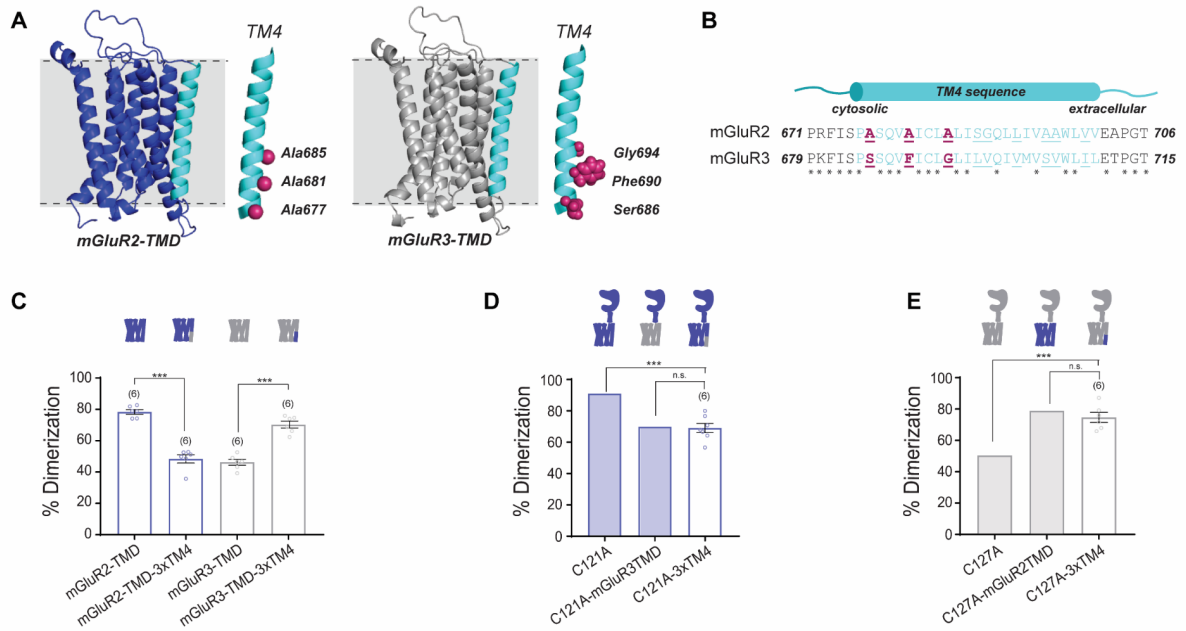 A
TM4
TM4
Ala685
Ala681
Ala677
Gly694
Phe690
Ser686
mGluR2-TMD
mGluR3-TMD
B
TM4 sequence
cytosolic
extracellular
mGluR2 671 PRFISPASQVAICLALISGQLLIVAAWLVVEAPGT 706
mGluR3 679 PKFISPSSQVFICLGLILVQIVMVSVWLILETPGT 715
* * * * * * * * * * * * * * * * * * * * * *
C
% Dimerization
100
80
60
40
20
0
(6)
***
(6)
(6)
***
(6)
mGluR2-TMD
mGluR2-TMD-3xTM4
mGluR3-TMD
mGluR3-TMD-3xTM4
D
% Dimerization
100
80
60
40
20
0
***
n.s.
(6)
C121A
C121A-mGluR3TMD
C121A-3xTM4
E
% Dimerization
100
80
60
40
20
0
***
n.s.
(6)
C127A
C127A-mGluR2TMD
C127A-3xTM4